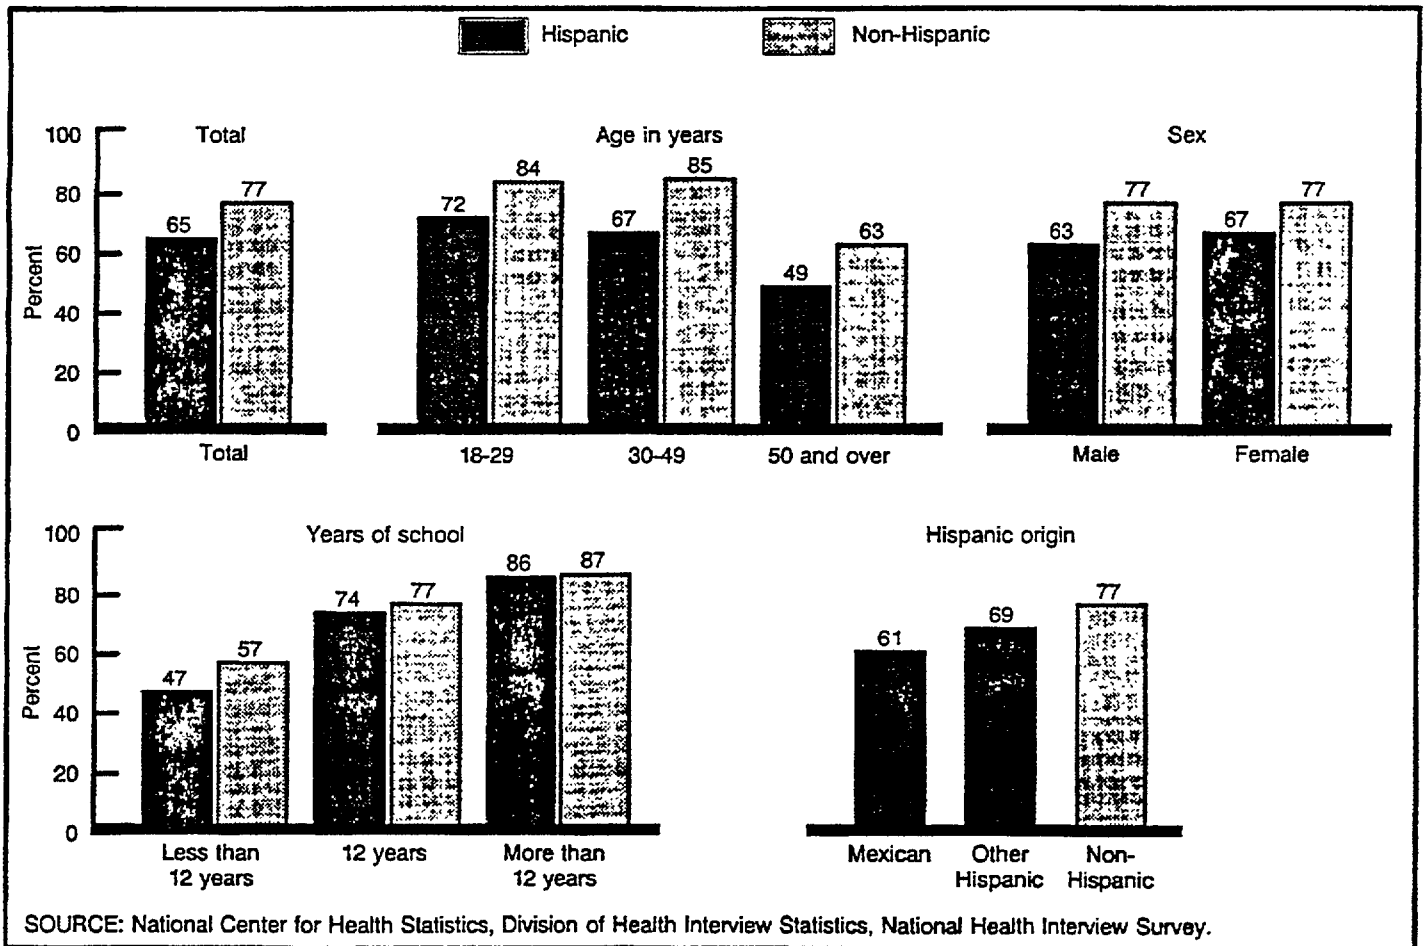 Hispanic Non-Hispanic
Total Age in years Sex
Percent
100
80
60
40
20
0
65 77
72 84 67 85 49 63
63 77 67 77
Total 18-29 30-49 50 and over Male Female
Years of school Hispanic origin
Percent
100
80
60
40
20
0
47 57 74 77 86 87
61 69 77
Less than 12 years More than Mexican Other Non-
12 years 12 years Hispanic Hispanic
SOURCE: National Center for Health Statistics, Division of Health Interview Statistics, National Health Interview Survey.